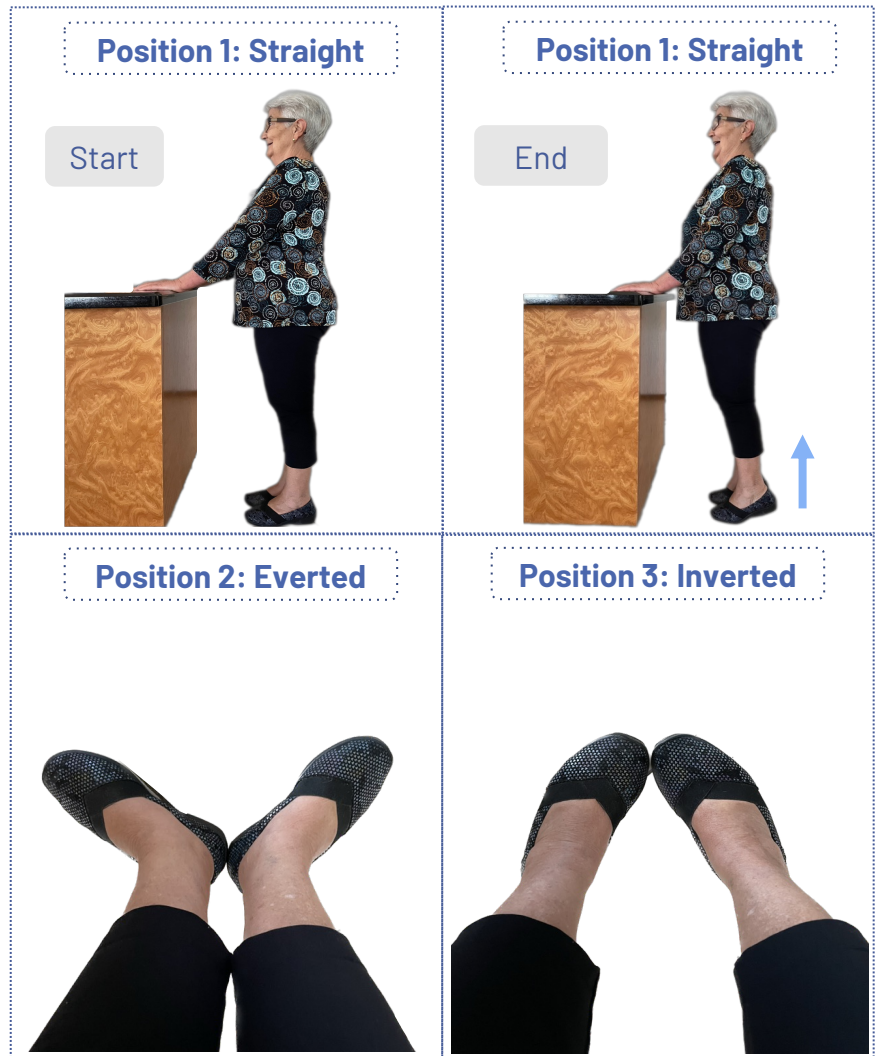 Position 1: Straight
Position 1: Straight
Start
End
Position 2: Everted
Position 3: Inverted